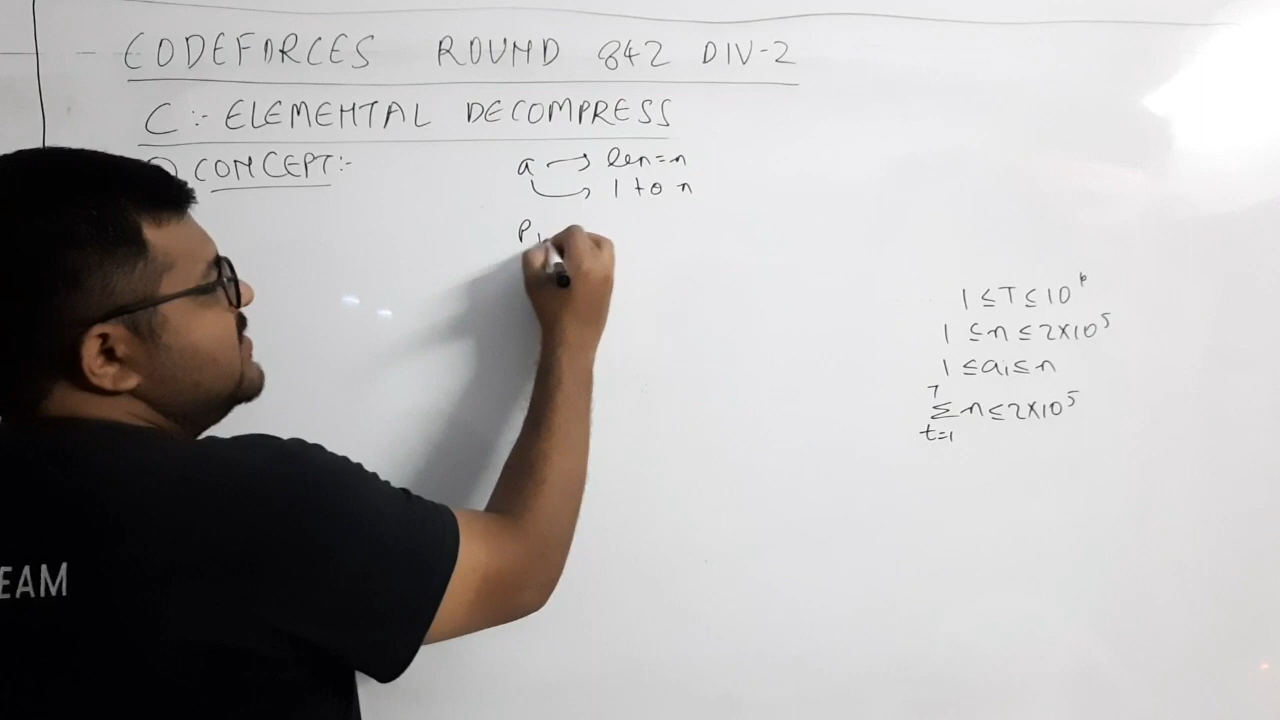 CODEFORCES ROUND 842 DIV-2
C:- ELEMENTAL DECOMPRESS
CONCEPT:-
a → len=n
→ 1 to n
P
1 ≤ T ≤ 10
1 ≤ n ≤ 2×10⁵
1 ≤ aᵢ ≤ n
T
∑ n ≤ 2×10⁵
t=1
EAM